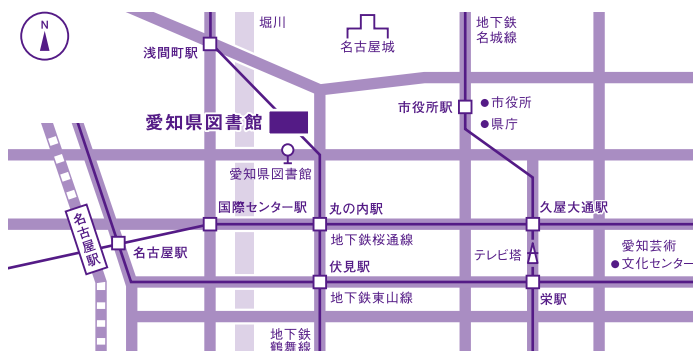 N
堀川
地下鉄
名城線
浅間町駅
名古屋城
愛知県図書館
市役所駅
市役所
県庁
愛知県図書館
国際センター駅
丸の内駅
久屋大通駅
名古屋駅
名古屋駅
地下鉄桜通線
テレビ塔
愛知芸術
文化センター
伏見駅
地下鉄東山線
栄駅
地下鉄
鶴舞線